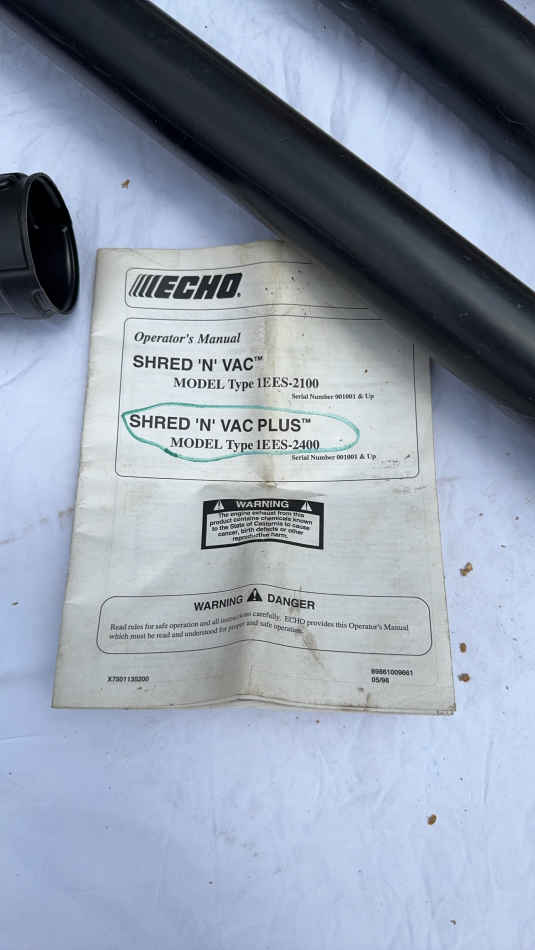 ECHO®
Operator's Manual
SHRED 'N' VAC™
MODEL Type 1EES-2100
Serial Number 001001 & Up
SHRED 'N' VAC PLUS™
MODEL Type 1EES-2400
Serial Number 001001 & Up
WARNING
The engine exhaust from this
product contains chemicals known
to the State of California to cause
cancer, birth defects or other
reproductive harm.
WARNING DANGER
Read rules for safe operation and all instructions carefully. ECHO provides this Operator's Manual
which must be read and understood for proper and safe operation.
X7501135200
89861009661
05/96